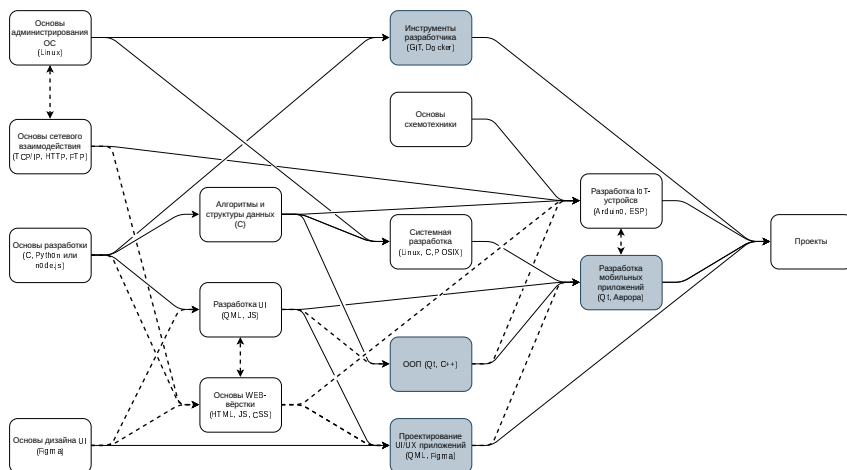 Основы
администрирования
ОС
(Linux)
Инструменты
разработчика
(GiT, Docker)
Основы
схемотехники
Основы сетевого
взаимодействия
(TCP/IP, HTTP, FTP)
Алгоритмы и
структуры данных
(C)
Разработка IOT-
устройсв
(Arduino, ESP)
Системная
разработка
(Linux, C, POSIX)
Проекты
Основы разработки
(C, Python или
node.js)
Разработка
мобильных
приложений
(Qt, Аврора)
Разработка UI
(QML, JS)
ООП (Qt, C++)
Основы WEB-
вёрстки
(HTML, JS, CSS)
Основы дизайна UI
(Figma)
Проектирование
UI/UX приложений
(QML, Figma)